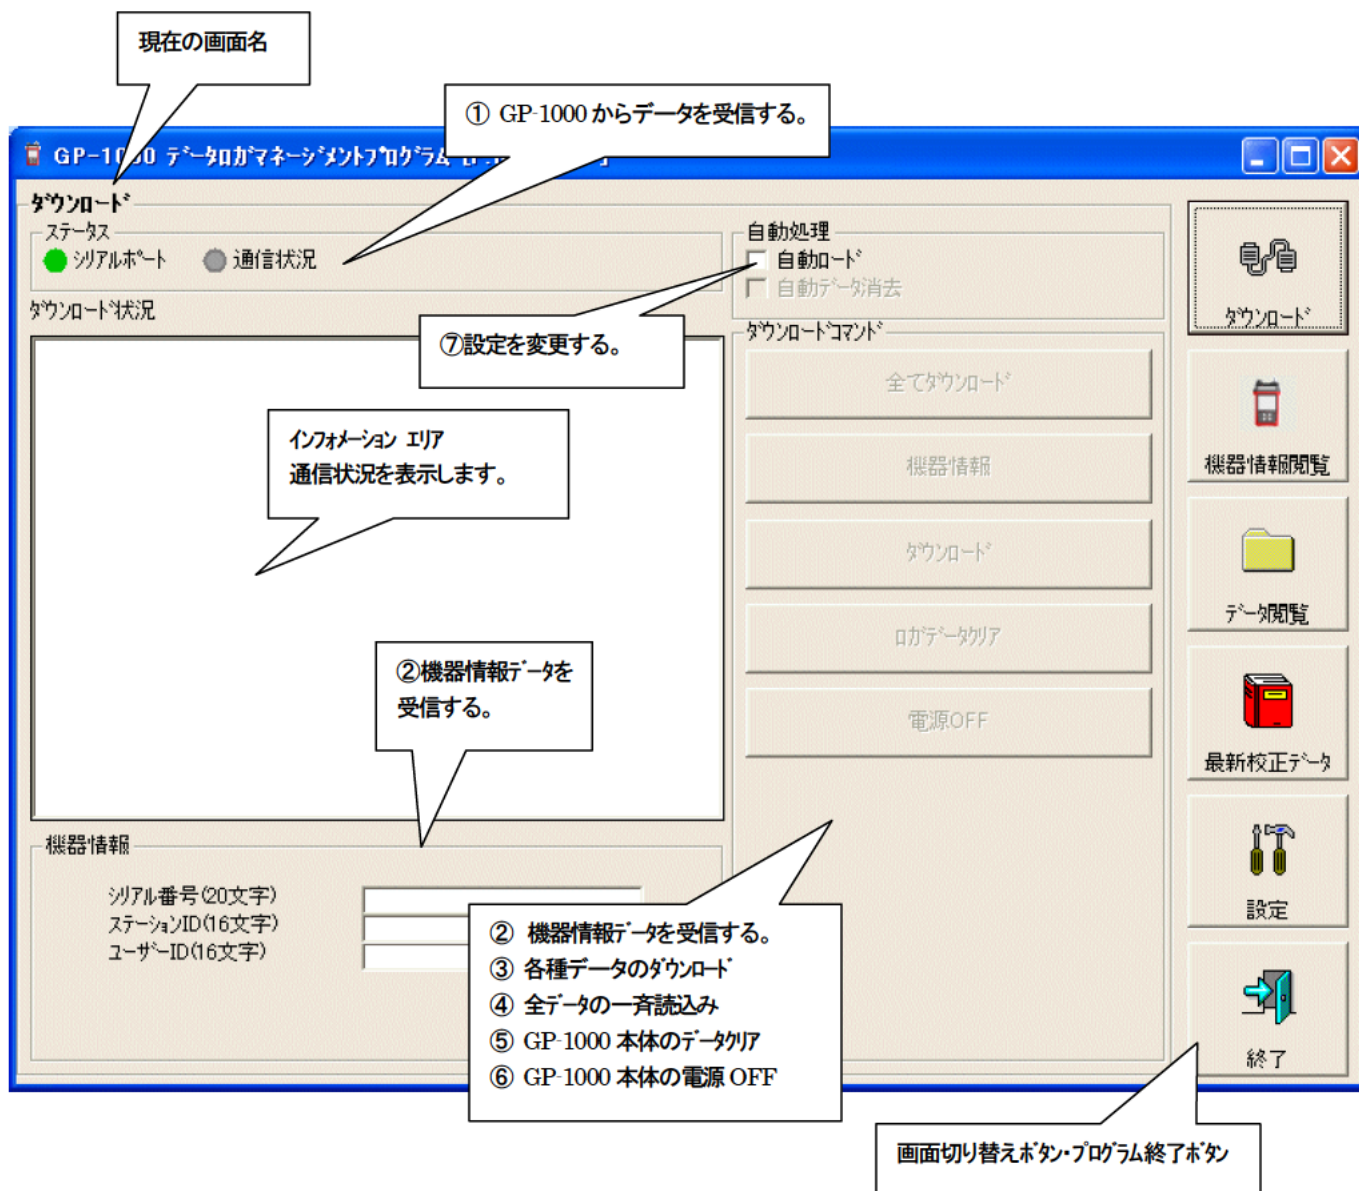 現在の画面名
① GP-1000 からデータを受信する。
GP-1000 ﾃﾞｰﾀﾛｶﾞﾏﾈｰｼﾞﾒﾝﾄﾌﾟﾛｸﾞﾗﾑ
ﾀﾞｳﾝﾛｰﾄﾞ
ｽﾃｰﾀｽ
ｼﾘｱﾙﾎﾟｰﾄ 通信状況
自動処理
自動ﾛｰﾄﾞ
自動ﾃﾞｰﾀ消去
ﾀﾞｳﾝﾛｰﾄﾞ状況
⑦設定を変更する。
ﾀﾞｳﾝﾛｰﾄﾞｺﾏﾝﾄﾞ
全てﾀﾞｳﾝﾛｰﾄﾞ
機器情報
ﾀﾞｳﾝﾛｰﾄﾞ
ﾛｶﾞﾃﾞｰﾀｸﾘｱ
電源OFF
ｲﾝﾌｫﾒｰｼｮﾝ ｴﾘｱ
通信状況を表示します。
②機器情報ﾃﾞｰﾀを
受信する。
機器情報
ｼﾘｱﾙ番号(20文字)
ｽﾃｰｼｮﾝID(16文字)
ﾕｰｻﾞｰID(16文字)
② 機器情報ﾃﾞｰﾀを受信する。
③ 各種データのﾀﾞｳﾝﾛｰﾄﾞ
④ 全ﾃﾞｰﾀの一斉読込み
⑤ GP-1000 本体のﾃﾞｰﾀｸﾘｱ
⑥ GP-1000 本体の電源 OFF
ﾀﾞｳﾝﾛｰﾄﾞ
機器情報閲覧
ﾃﾞｰﾀ閲覧
最新校正ﾃﾞｰﾀ
設定
終了
画面切り替えﾎﾞﾀﾝ・ﾌﾟﾛｸﾞﾗﾑ終了ﾎﾞﾀﾝ